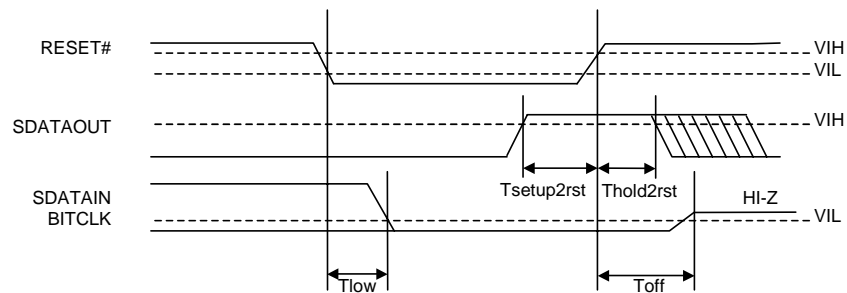 RESET#
VIH
VIL
SDATAOUT
VIH
Tsetup2rst
Thold2rst
SDATAIN
BITCLK
HI-Z
VIL
Tlow
Toff